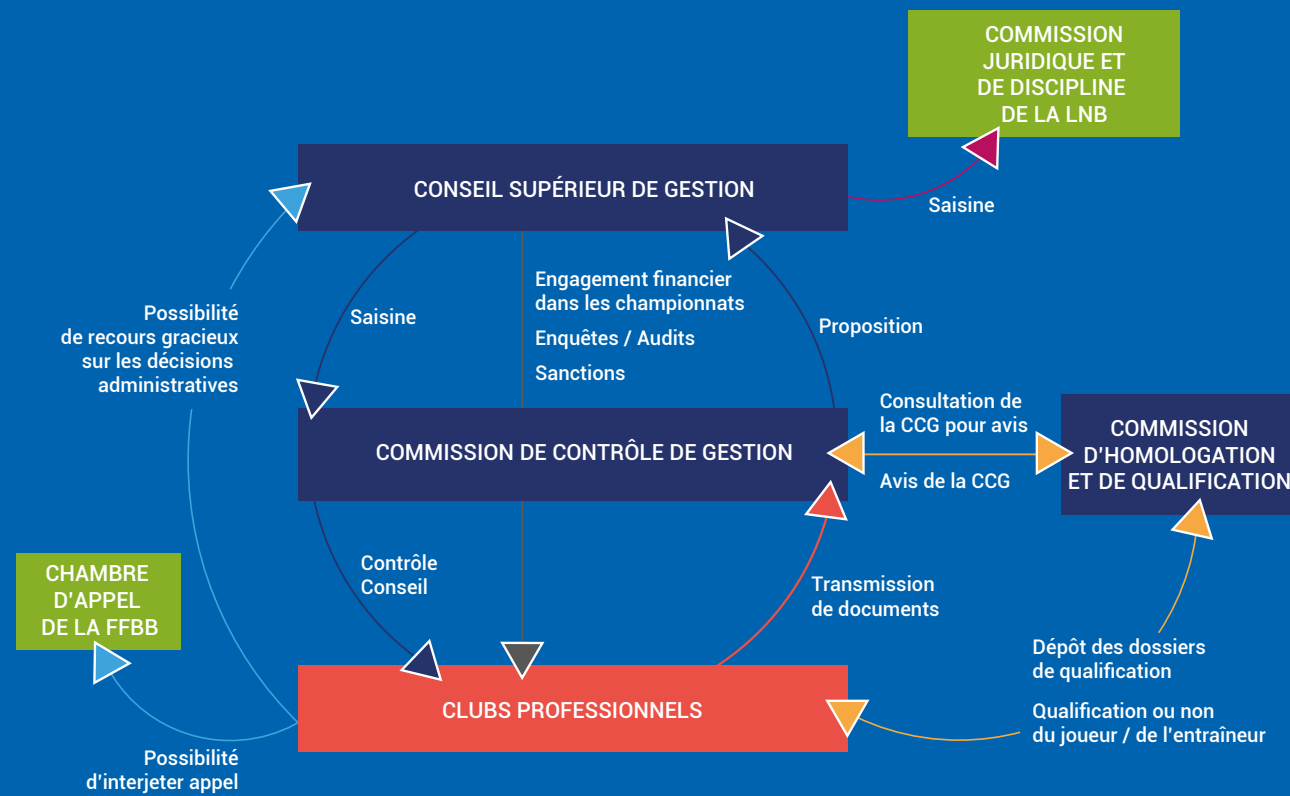 COMMISSION
JURIDIQUE ET
DE DISCIPLINE
DE LA LNB
CONSEIL SUPÉRIEUR DE GESTION
Saisine
Engagement financier
dans les championnats
Enquêtes / Audits
Sanctions
Possibilité
de recours gracieux
sur les décisions
administratives
Saisine
Proposition
COMMISSION DE CONTRÔLE DE GESTION
Consultation de
la CCG pour avis
Avis de la CCG
COMMISSION
D'HOMOLOGATION
ET DE QUALIFICATION
CHAMBRE
D'APPEL
DE LA FFBB
Contrôle
Conseil
Transmission
de documents
Dépôt des dossiers
de qualification
Qualification ou non
du joueur / de l'entraîneur
CLUBS PROFESSIONNELS
Possibilité
d'interjeter appel